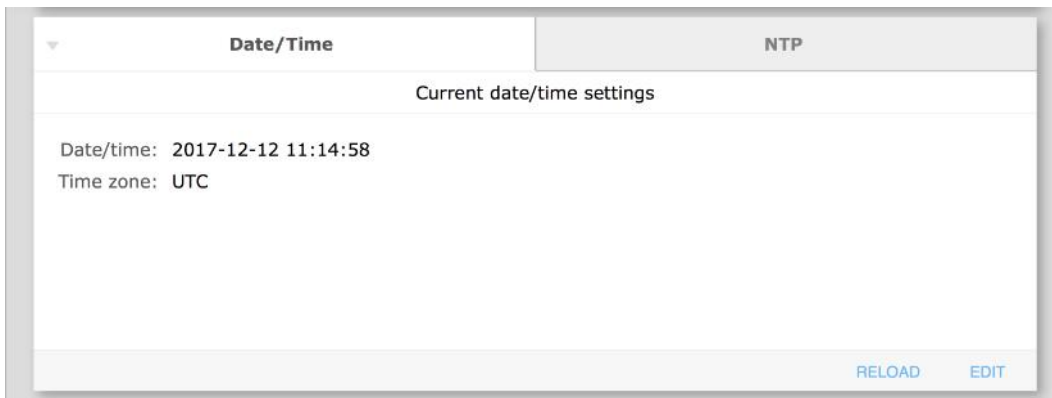 Date/Time NTP
Current date/time settings
Date/time: 2017-12-12 11:14:58
Time zone: UTC
RELOAD EDIT